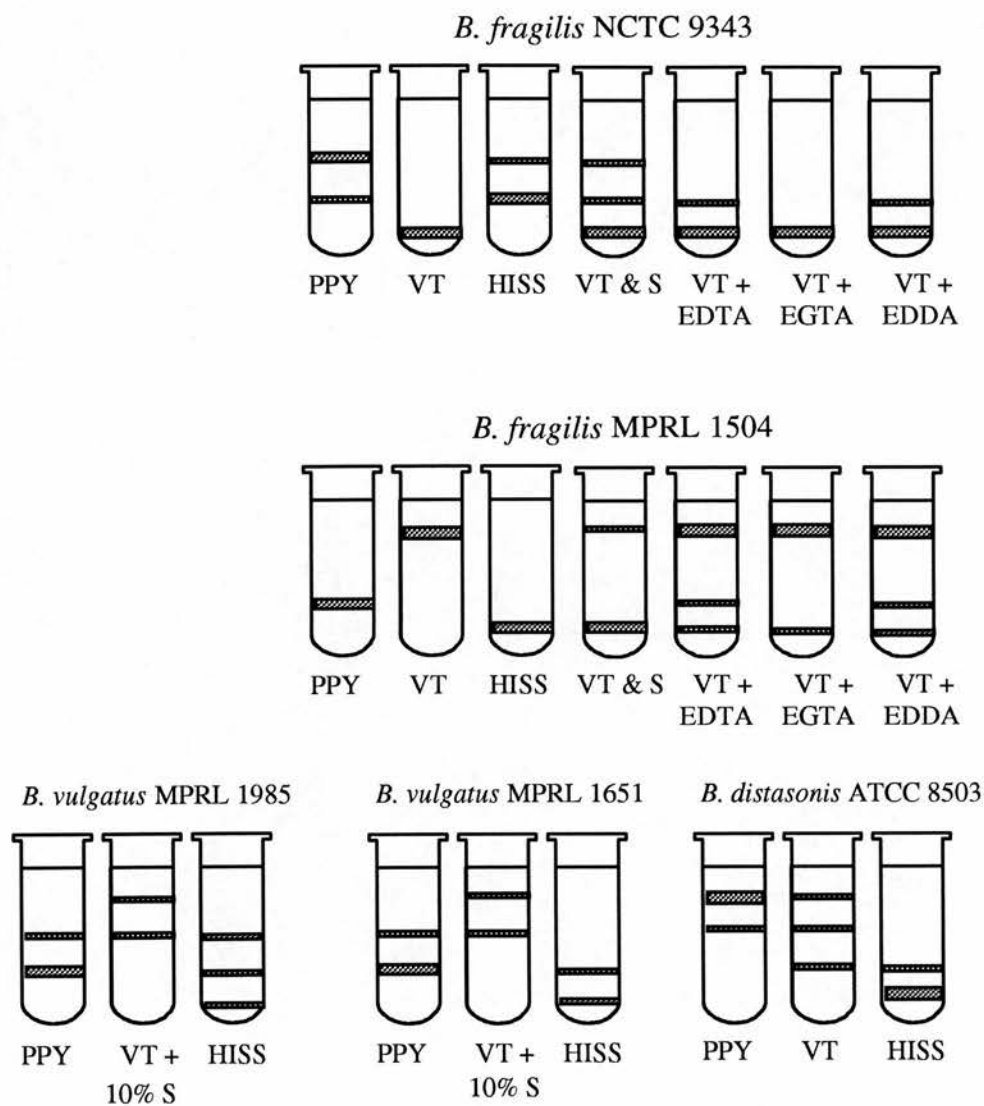 B. fragilis NCTC 9343
PPY VT HISS VT & S VT + VT + VT +
EDTA EGTA EDDA
B. fragilis MPRL 1504
PPY VT HISS VT & S VT + VT + VT +
EDTA EGTA EDDA
B. vulgatus MPRL 1985 B. vulgatus MPRL 1651 B. distasonis ATCC 8503
PPY VT + HISS PPY VT + HISS PPY VT HISS
10% S 10% S